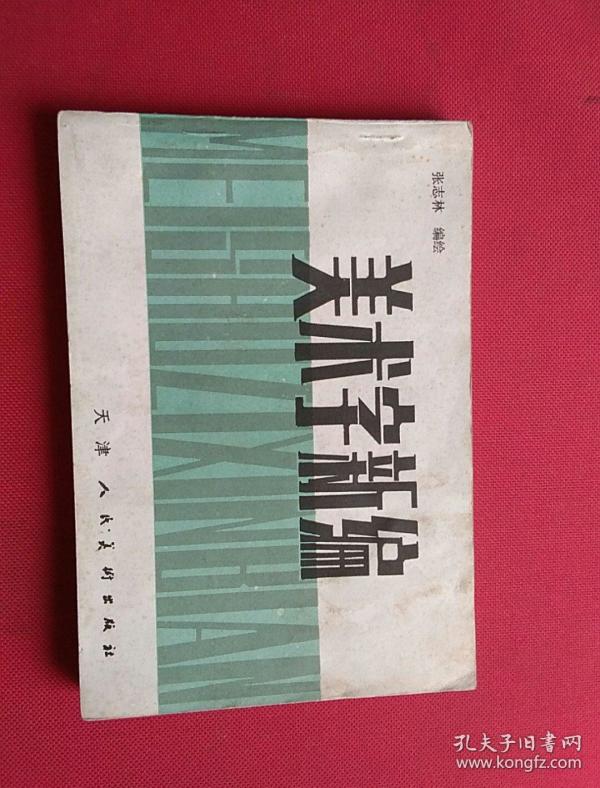 张志林 编绘
美术字新编
MEISHUZIXINBIAN
天津人民美術出版社
孔夫子旧书网
www.kongfz.com